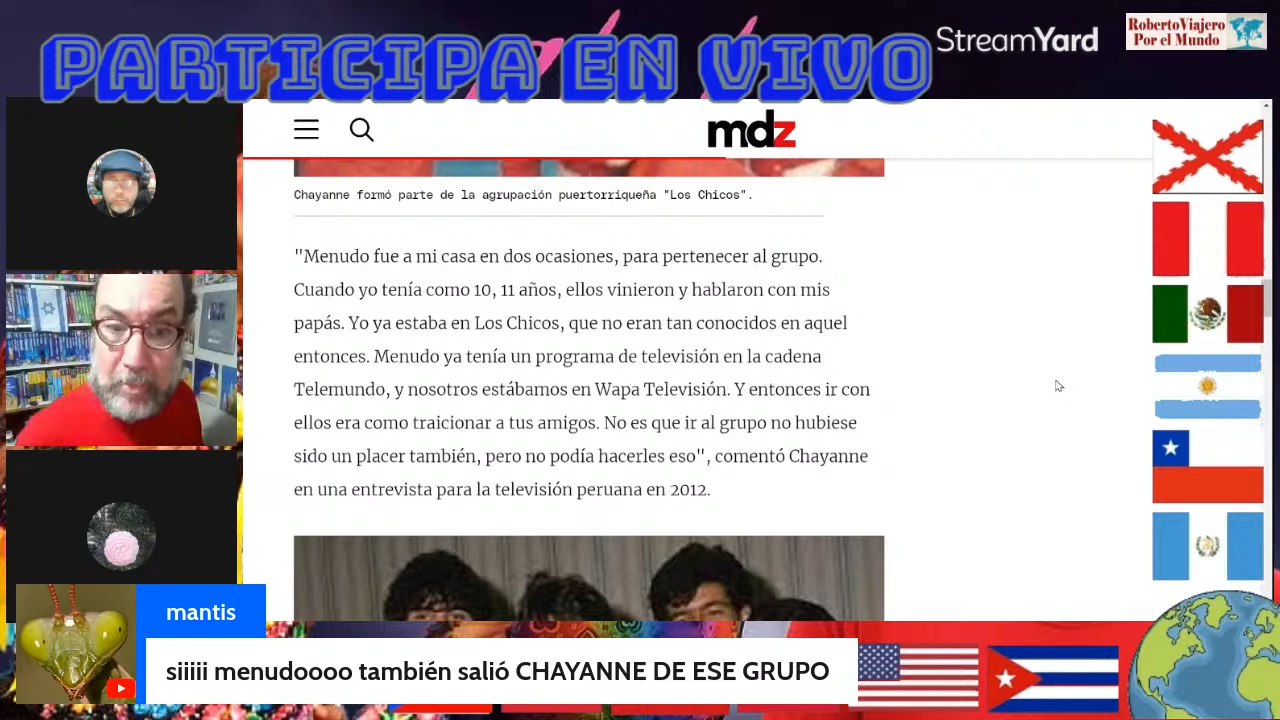 PARTICIPA EN VIVO
StreamYard
RobertoViajero
Por el Mundo
mdz
Chayanne formó parte de la agrupación puertorriqueña "Los Chicos".
"Menudo fue a mi casa en dos ocasiones, para pertenecer al grupo.
Cuando yo tenía como 10, 11 años, ellos vinieron y hablaron con mis
papás. Yo ya estaba en Los Chicos, que no eran tan conocidos en aquel
entonces. Menudo ya tenía un programa de televisión en la cadena
Telemundo, y nosotros estábamos en Wapa Televisión. Y entonces ir con
ellos era como traicionar a tus amigos. No es que ir al grupo no hubiese
sido un placer también, pero no podía hacerles eso", comentó Chayanne
en una entrevista para la televisión peruana en 2012.
mantis
siiiii menudoooo también salió CHAYANNE DE ESE GRUPO